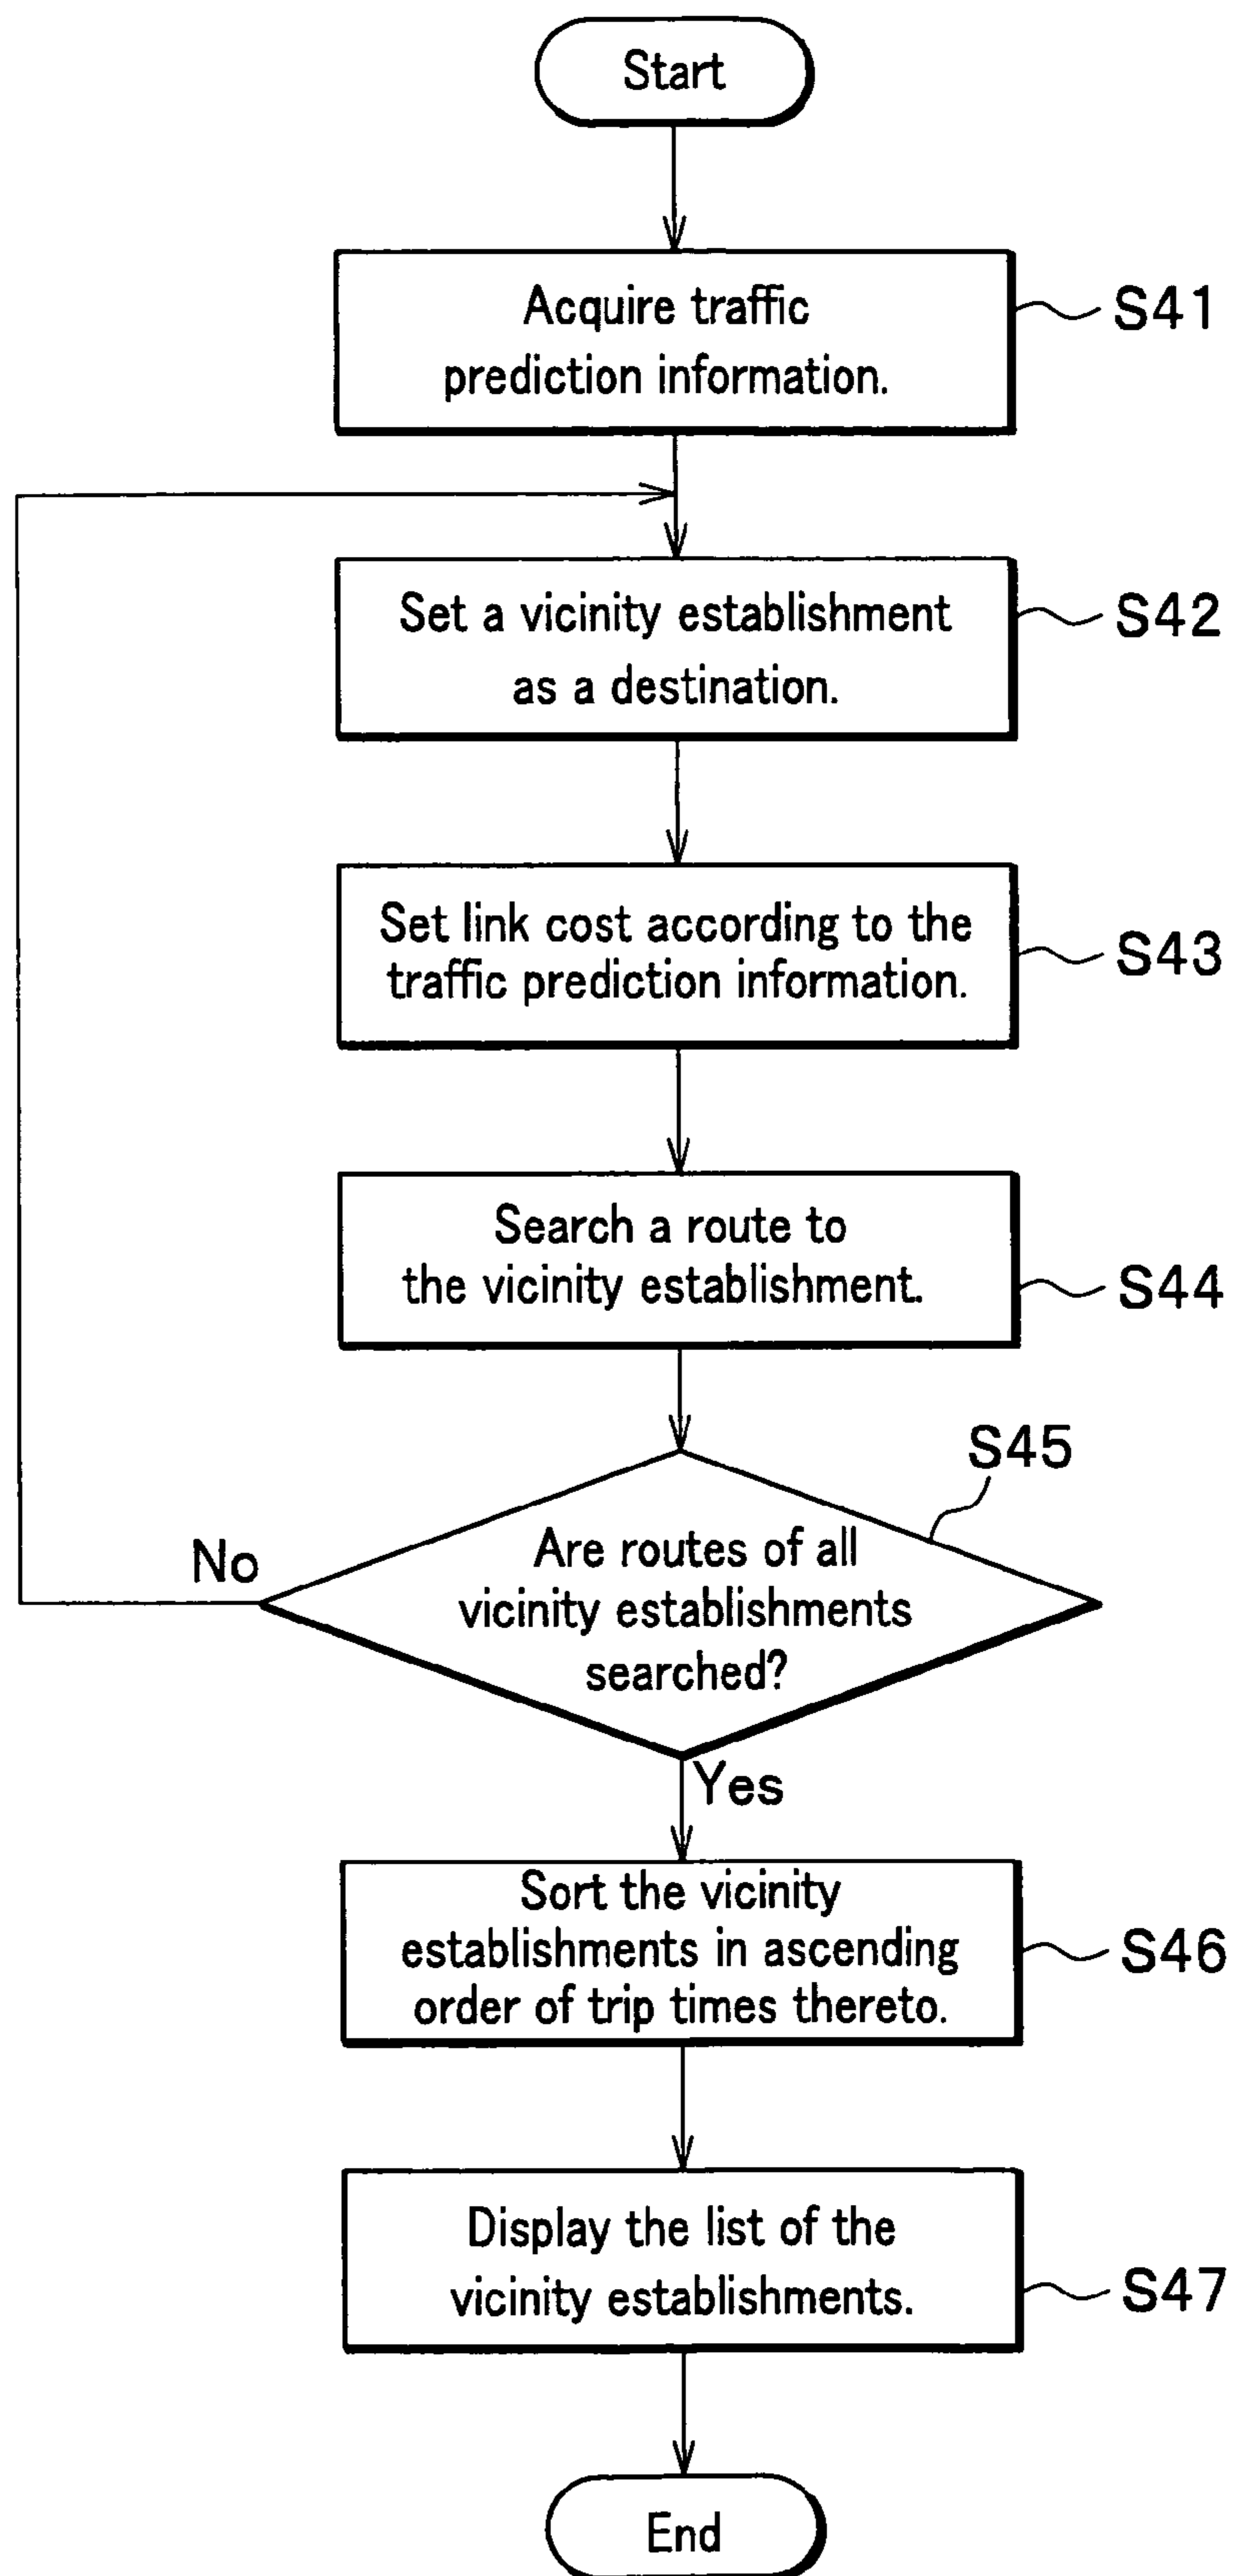 Start
Acquire traffic
prediction information.
S41
Set a vicinity establishment
as a destination.
S42
Set link cost according to the
traffic prediction information.
S43
Search a route to
the vicinity establishment.
S44
S45
Are routes of all
vicinity establishments
searched?
No
Yes
Sort the vicinity
establishments in ascending
order of trip times thereto.
S46
Display the list of the
vicinity establishments.
S47
End